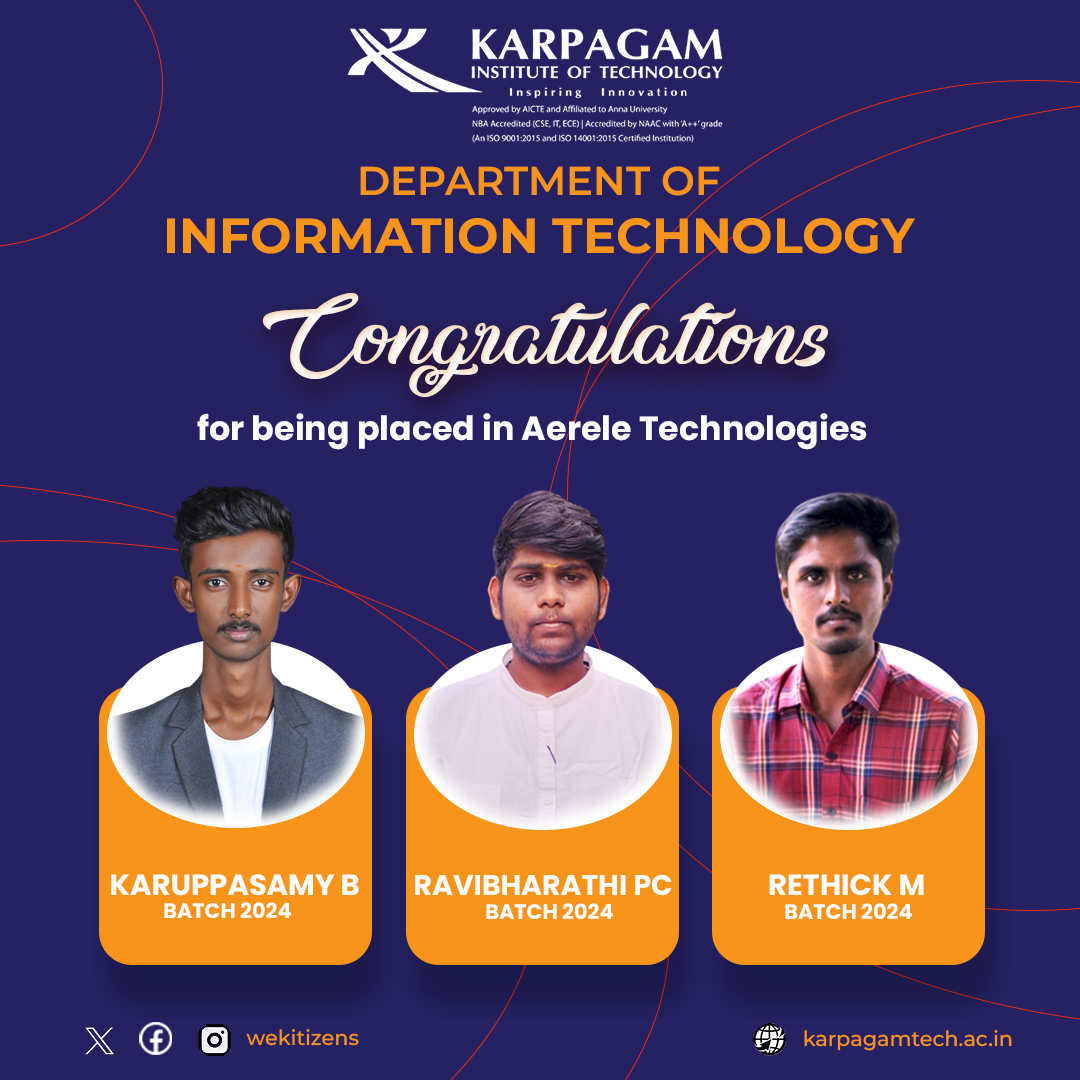 KARPAGAM
INSTITUTE OF TECHNOLOGY
Inspiring Innovation
Approved by AICTE and Affiliated to Anna University
NBA Accredited (CSE, IT, ECE) | Accredited by NAAC with 'A++' grade
(An ISO 9001:2015 and ISO 14001:2015 Certified Institution)
DEPARTMENT OF
INFORMATION TECHNOLOGY
Congratulations
for being placed in Aerele Technologies
KARUPPASAMY B
BATCH 2024
RAVIBHARATHI PC
BATCH 2024
RETHICK M
BATCH 2024
wekitizens
karpagamtech.ac.in